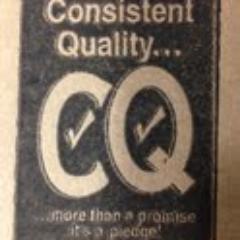 Consistent
Quality...
CQ
...more than a promise
it's a pledge!